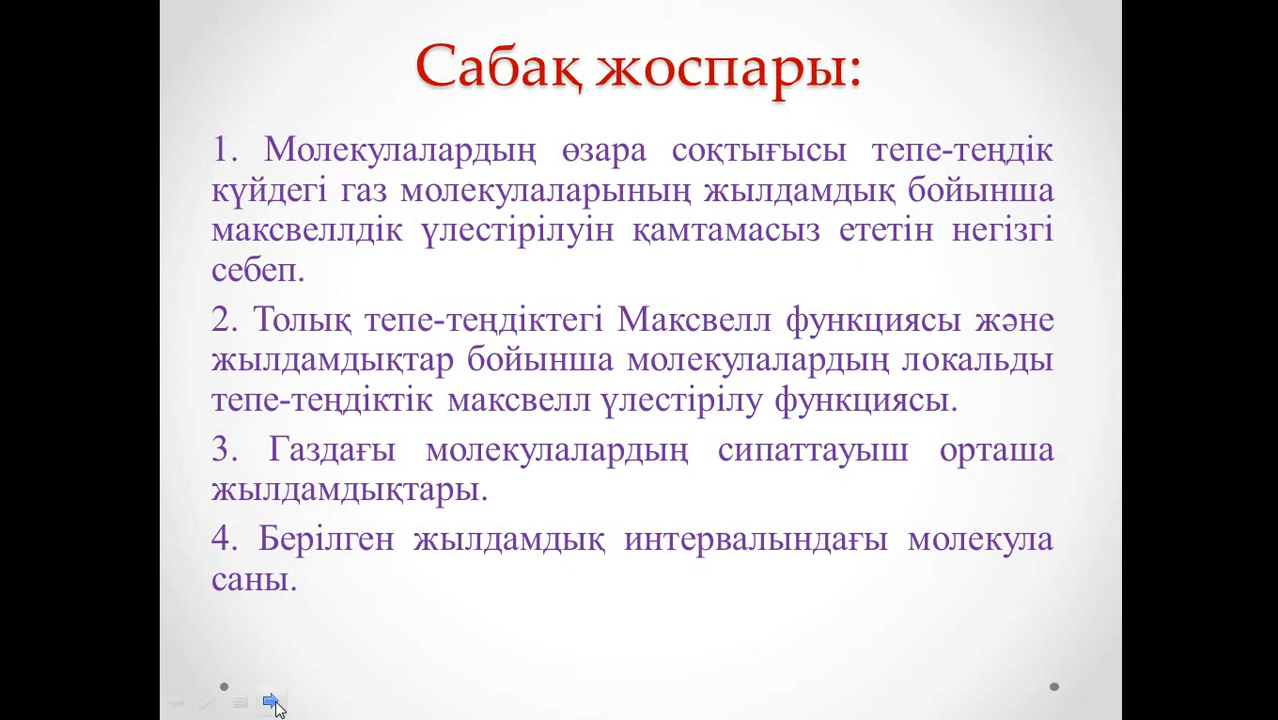 Сабақ жоспары:
1. Молекулалардың өзара соқтығысы тепе-теңдік
күйдегі газ молекулаларының жылдамдық бойынша
максвеллдік үлестірілуін қамтамасыз ететін негізгі
себеп.
2. Толық тепе-теңдіктегі Максвелл функциясы және
жылдамдықтар бойынша молекулалардың локальды
тепе-теңдіктік максвелл үлестірілу функциясы.
3. Газдағы молекулалардың сипаттауыш орташа
жылдамдықтары.
4. Берілген жылдамдық интервалындағы молекула
саны.